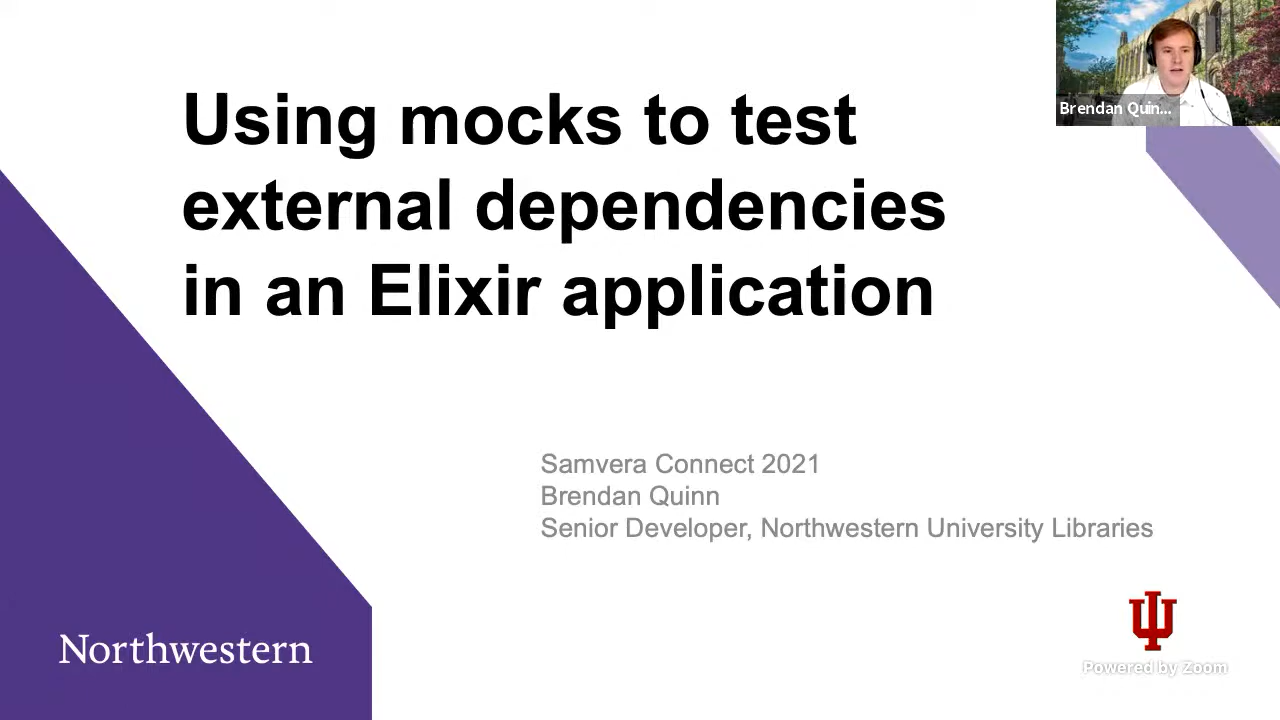 Using mocks to test
external dependencies
in an Elixir application
Brendan Quin...
Samvera Connect 2021
Brendan Quinn
Senior Developer, Northwestern University Libraries
Northwestern
Powered by Zoom